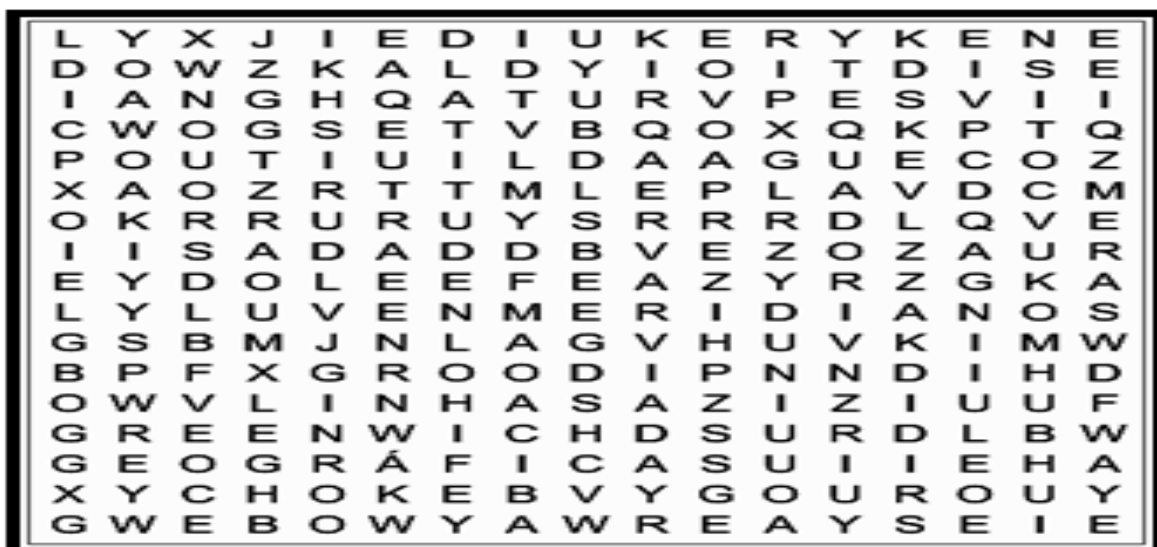 L Y X J I E D I U K E R Y K E N E
D O W Z K A L D Y I O I T D I S E
I A N G H Q A T U R V P E S V I I
C W O G S E T V B Q O X Q K P T Q
P O U T I U I L D A A G U E C O Z
X A O Z R T T M L E P L A V D C M
O K R R U R U Y S R R R D L Q V E
I I S A D A D D B V E Z O Z A U R
E Y D O L E E F E A Z Y R Z G K A
L Y L U V E N M E R I D I A N O S
G S B M J N L A G V H U V K I M W
B P F X G R O O D I P N N D I H D
O W V L I N H A S A Z I Z I U U F
G R E E N W I C H D S U R D L B W
G E O G R Á F I C A S U I I E H A
X Y C H O K E B V Y G O U R O U Y
G W E B O W Y A W R E A Y S E I E